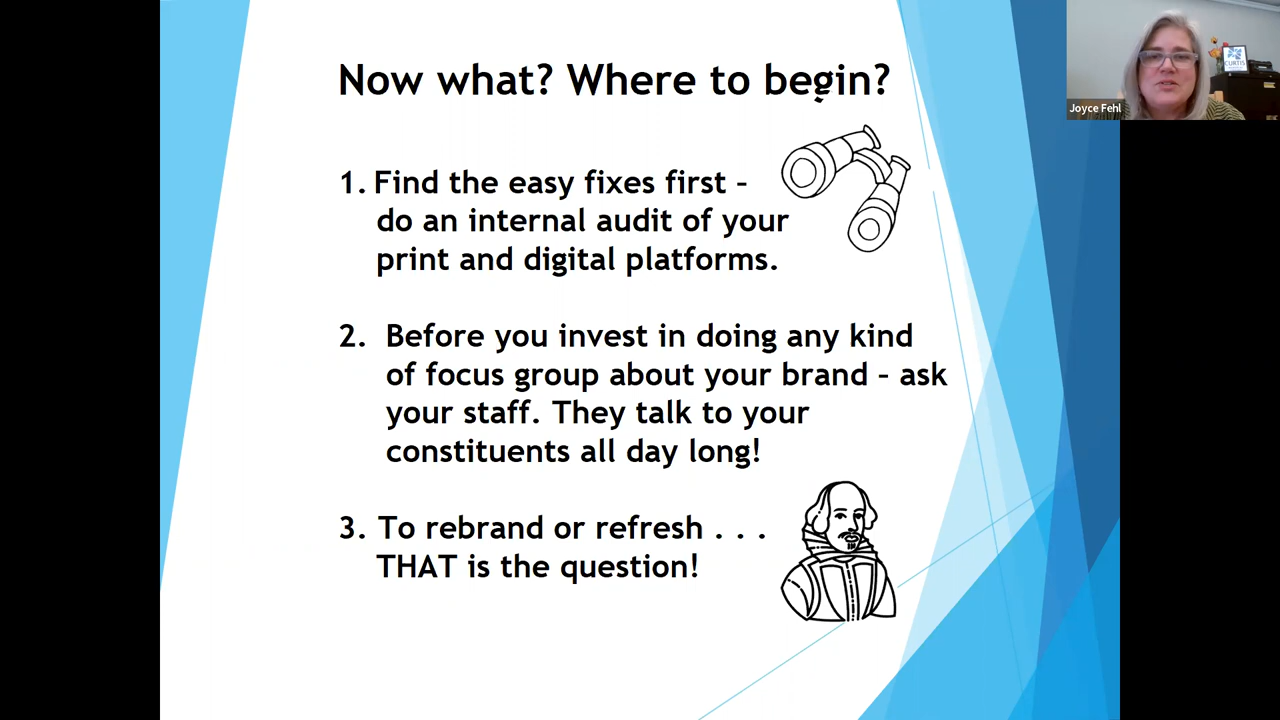 Now what? Where to begin?
1. Find the easy fixes first –
do an internal audit of your
print and digital platforms.
2. Before you invest in doing any kind
of focus group about your brand – ask
your staff. They talk to your
constituents all day long!
3. To rebrand or refresh . . .
THAT is the question!
CURTIS
Joyce Fehl